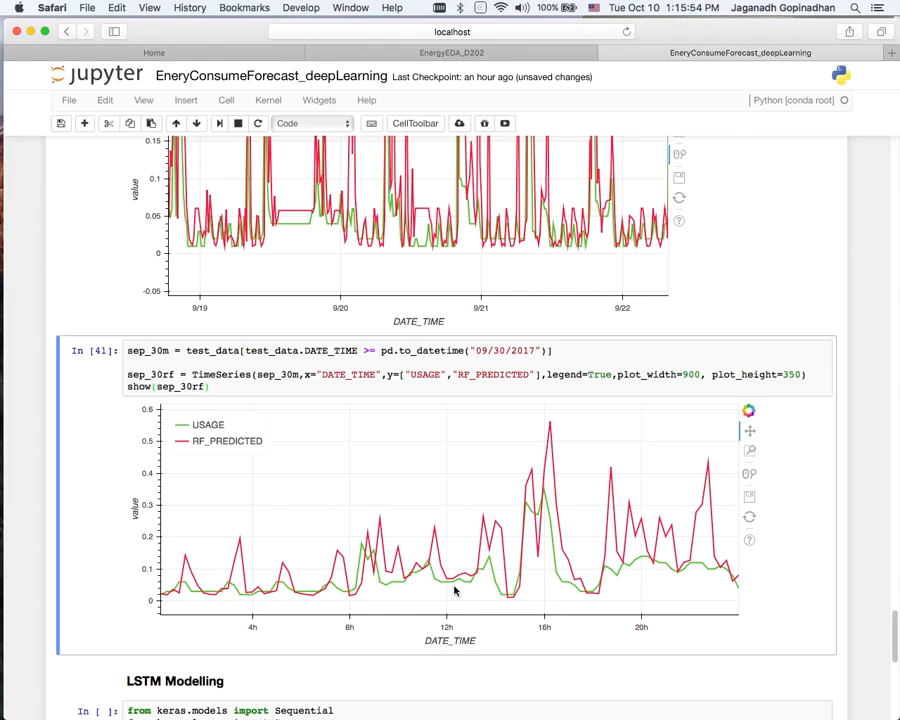 Safari File Edit View History Bookmarks Develop Window Help 100% Tue Oct 10 1:15:54 PM Jaganadh Gopinadhan
localhost
Home EnergyEDA_D202 EneryConsumeForecast_deepLearning
jupyter EneryConsumeForecast_deepLearning Last Checkpoint: an hour ago (unsaved changes)
File Edit View Insert Cell Kernel Widgets Help Python [conda root]
Code CellToolbar
0.15
0.1
0.05
0
-0.05
value
9/19 9/20 9/21 9/22
DATE_TIME
In [41]: sep_30m = test_data[test_data.DATE_TIME >= pd.to_datetime("09/30/2017")]
sep_30rf = TimeSeries(sep_30m,x="DATE_TIME",y=["USAGE","RF_PREDICTED"],legend=True,plot_width=900, plot_height=350)
show(sep_30rf)
0.6
0.5
0.4
0.3
0.2
0.1
0
value
USAGE
RF_PREDICTED
4h 8h 12h 16h 20h
DATE_TIME
LSTM Modelling
In [ ]: from keras.models import Sequential